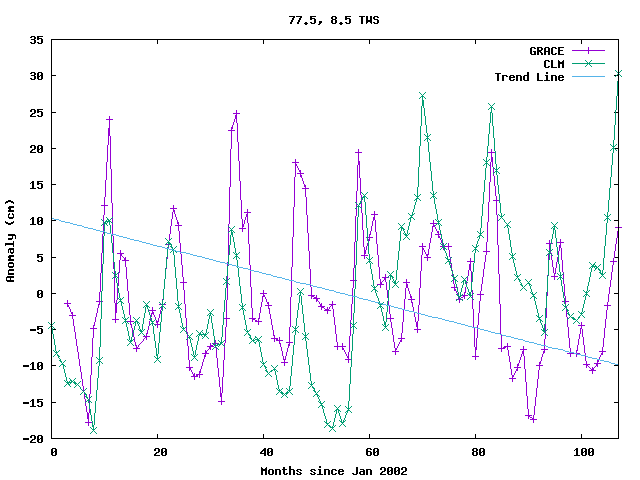 77.5, 8.5 TWS
GRACE
CLM
Trend Line
35
30
25
20
15
10
5
0
-5
-10
-15
-20
Anomaly (cm)
0 20 40 60 80 100
Months since Jan 2002